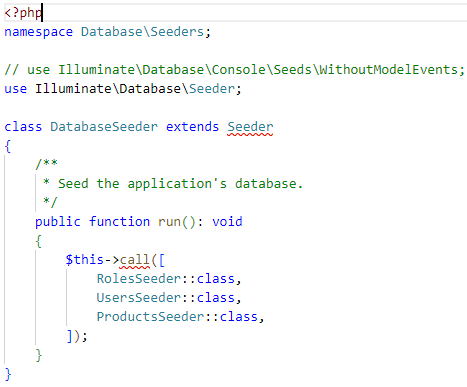 <?php
namespace Database\Seeders;

// use Illuminate\Database\Console\Seeds\WithoutModelEvents;
use Illuminate\Database\Seeder;

class DatabaseSeeder extends Seeder
{
    /**
     * Seed the application's database.
     */
    public function run(): void
    {
        $this->call([
            RolesSeeder::class,
            UsersSeeder::class,
            ProductsSeeder::class,
        ]);
    }
}